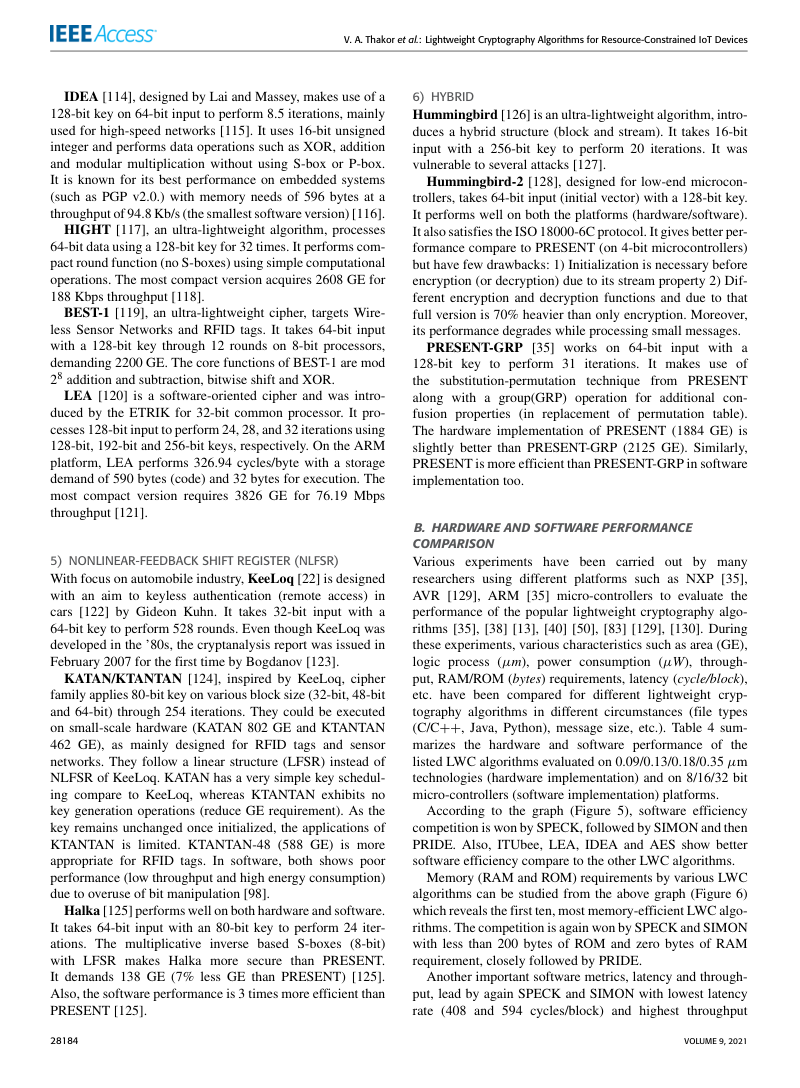 IEEE Access
V. A. Thakor et al.: Lightweight Cryptography Algorithms for Resource-Constrained IoT Devices
IDEA [114], designed by Lai and Massey, makes use of a
128-bit key on 64-bit input to perform 8.5 iterations, mainly
used for high-speed networks [115]. It uses 16-bit unsigned
integer and performs data operations such as XOR, addition
and modular multiplication without using S-box or P-box.
It is known for its best performance on embedded systems
(such as PGP v2.0.) with memory needs of 596 bytes at a
throughput of 94.8 Kb/s (the smallest software version) [116].
HIGHT [117], an ultra-lightweight algorithm, processes
64-bit data using a 128-bit key for 32 times. It performs com-
pact round function (no S-boxes) using simple computational
operations. The most compact version acquires 2608 GE for
188 Kbps throughput [118].
BEST-1 [119], an ultra-lightweight cipher, targets Wire-
less Sensor Networks and RFID tags. It takes 64-bit input
with a 128-bit key through 12 rounds on 8-bit processors,
demanding 2200 GE. The core functions of BEST-1 are mod
2⁸ addition and subtraction, bitwise shift and XOR.
LEA [120] is a software-oriented cipher and was intro-
duced by the ETRIK for 32-bit common processor. It pro-
cesses 128-bit input to perform 24, 28, and 32 iterations using
128-bit, 192-bit and 256-bit keys, respectively. On the ARM
platform, LEA performs 326.94 cycles/byte with a storage
demand of 590 bytes (code) and 32 bytes for execution. The
most compact version requires 3826 GE for 76.19 Mbps
throughput [121].
5) NONLINEAR-FEEDBACK SHIFT REGISTER (NLFSR)
With focus on automobile industry, KeeLoq [22] is designed
with an aim to keyless authentication (remote access) in
cars [122] by Gideon Kuhn. It takes 32-bit input with a
64-bit key to perform 528 rounds. Even though KeeLoq was
developed in the '80s, the cryptanalysis report was issued in
February 2007 for the first time by Bogdanov [123].
KATAN/KTANTAN [124], inspired by KeeLoq, cipher
family applies 80-bit key on various block size (32-bit, 48-bit
and 64-bit) through 254 iterations. They could be executed
on small-scale hardware (KATAN 802 GE and KTANTAN
462 GE), as mainly designed for RFID tags and sensor
networks. They follow a linear structure (LFSR) instead of
NLFSR of KeeLoq. KATAN has a very simple key schedul-
ing compare to KeeLoq, whereas KTANTAN exhibits no
key generation operations (reduce GE requirement). As the
key remains unchanged once initialized, the applications of
KTANTAN is limited. KTANTAN-48 (588 GE) is more
appropriate for RFID tags. In software, both shows poor
performance (low throughput and high energy consumption)
due to overuse of bit manipulation [98].
Halka [125] performs well on both hardware and software.
It takes 64-bit input with an 80-bit key to perform 24 iter-
ations. The multiplicative inverse based S-boxes (8-bit)
with LFSR makes Halka more secure than PRESENT.
It demands 138 GE (7% less GE than PRESENT) [125].
Also, the software performance is 3 times more efficient than
PRESENT [125].
6) HYBRID
Hummingbird [126] is an ultra-lightweight algorithm, intro-
duces a hybrid structure (block and stream). It takes 16-bit
input with a 256-bit key to perform 20 iterations. It was
vulnerable to several attacks [127].
Hummingbird-2 [128], designed for low-end microcon-
trollers, takes 64-bit input (initial vector) with a 128-bit key.
It performs well on both the platforms (hardware/software).
It also satisfies the ISO 18000-6C protocol. It gives better per-
formance compare to PRESENT (on 4-bit microcontrollers)
but have few drawbacks: 1) Initialization is necessary before
encryption (or decryption) due to its stream property 2) Dif-
ferent encryption and decryption functions and due to that
full version is 70% heavier than only encryption. Moreover,
its performance degrades while processing small messages.
PRESENT-GRP [35] works on 64-bit input with a
128-bit key to perform 31 iterations. It makes use of
the substitution-permutation technique from PRESENT
along with a group(GRP) operation for additional con-
fusion properties (in replacement of permutation table).
The hardware implementation of PRESENT (1884 GE) is
slightly better than PRESENT-GRP (2125 GE). Similarly,
PRESENT is more efficient than PRESENT-GRP in software
implementation too.
B. HARDWARE AND SOFTWARE PERFORMANCE
COMPARISON
Various experiments have been carried out by many
researchers using different platforms such as NXP [35],
AVR [129], ARM [35] micro-controllers to evaluate the
performance of the popular lightweight cryptography algo-
rithms [35], [38] [13], [40] [50], [83] [129], [130]. During
these experiments, various characteristics such as area (GE),
logic process (μm), power consumption (μW), through-
put, RAM/ROM (bytes) requirements, latency (cycle/block),
etc. have been compared for different lightweight cryp-
tography algorithms in different circumstances (file types
(C/C++, Java, Python), message size, etc.). Table 4 sum-
marizes the hardware and software performance of the
listed LWC algorithms evaluated on 0.09/0.13/0.18/0.35 μm
technologies (hardware implementation) and on 8/16/32 bit
micro-controllers (software implementation) platforms.
According to the graph (Figure 5), software efficiency
competition is won by SPECK, followed by SIMON and then
PRIDE. Also, ITUbee, LEA, IDEA and AES show better
software efficiency compare to the other LWC algorithms.
Memory (RAM and ROM) requirements by various LWC
algorithms can be studied from the above graph (Figure 6)
which reveals the first ten, most memory-efficient LWC algo-
rithms. The competition is again won by SPECK and SIMON
with less than 200 bytes of ROM and zero bytes of RAM
requirement, closely followed by PRIDE.
Another important software metrics, latency and through-
put, lead by again SPECK and SIMON with lowest latency
rate (408 and 594 cycles/block) and highest throughput
28184
VOLUME 9, 2021